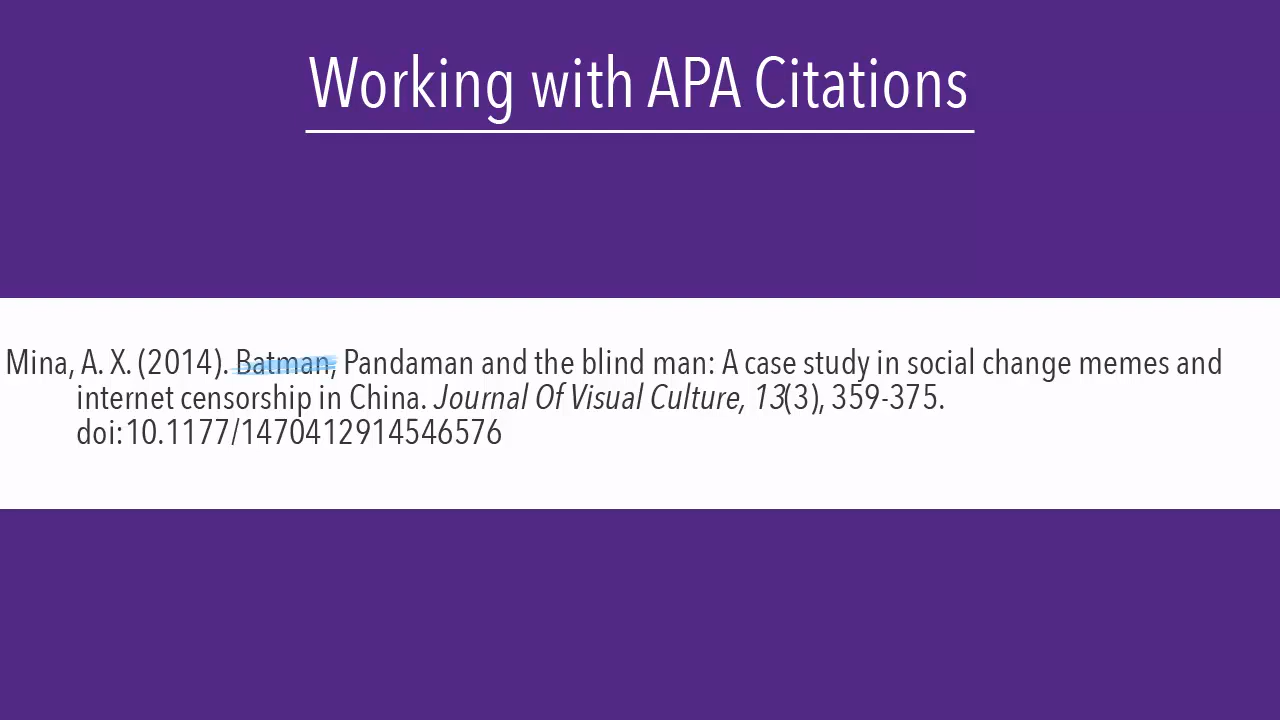 Working with APA Citations
Mina, A. X. (2014). Batman, Pandaman and the blind man: A case study in social change memes and
internet censorship in China. Journal Of Visual Culture, 13(3), 359-375.
doi:10.1177/1470412914546576